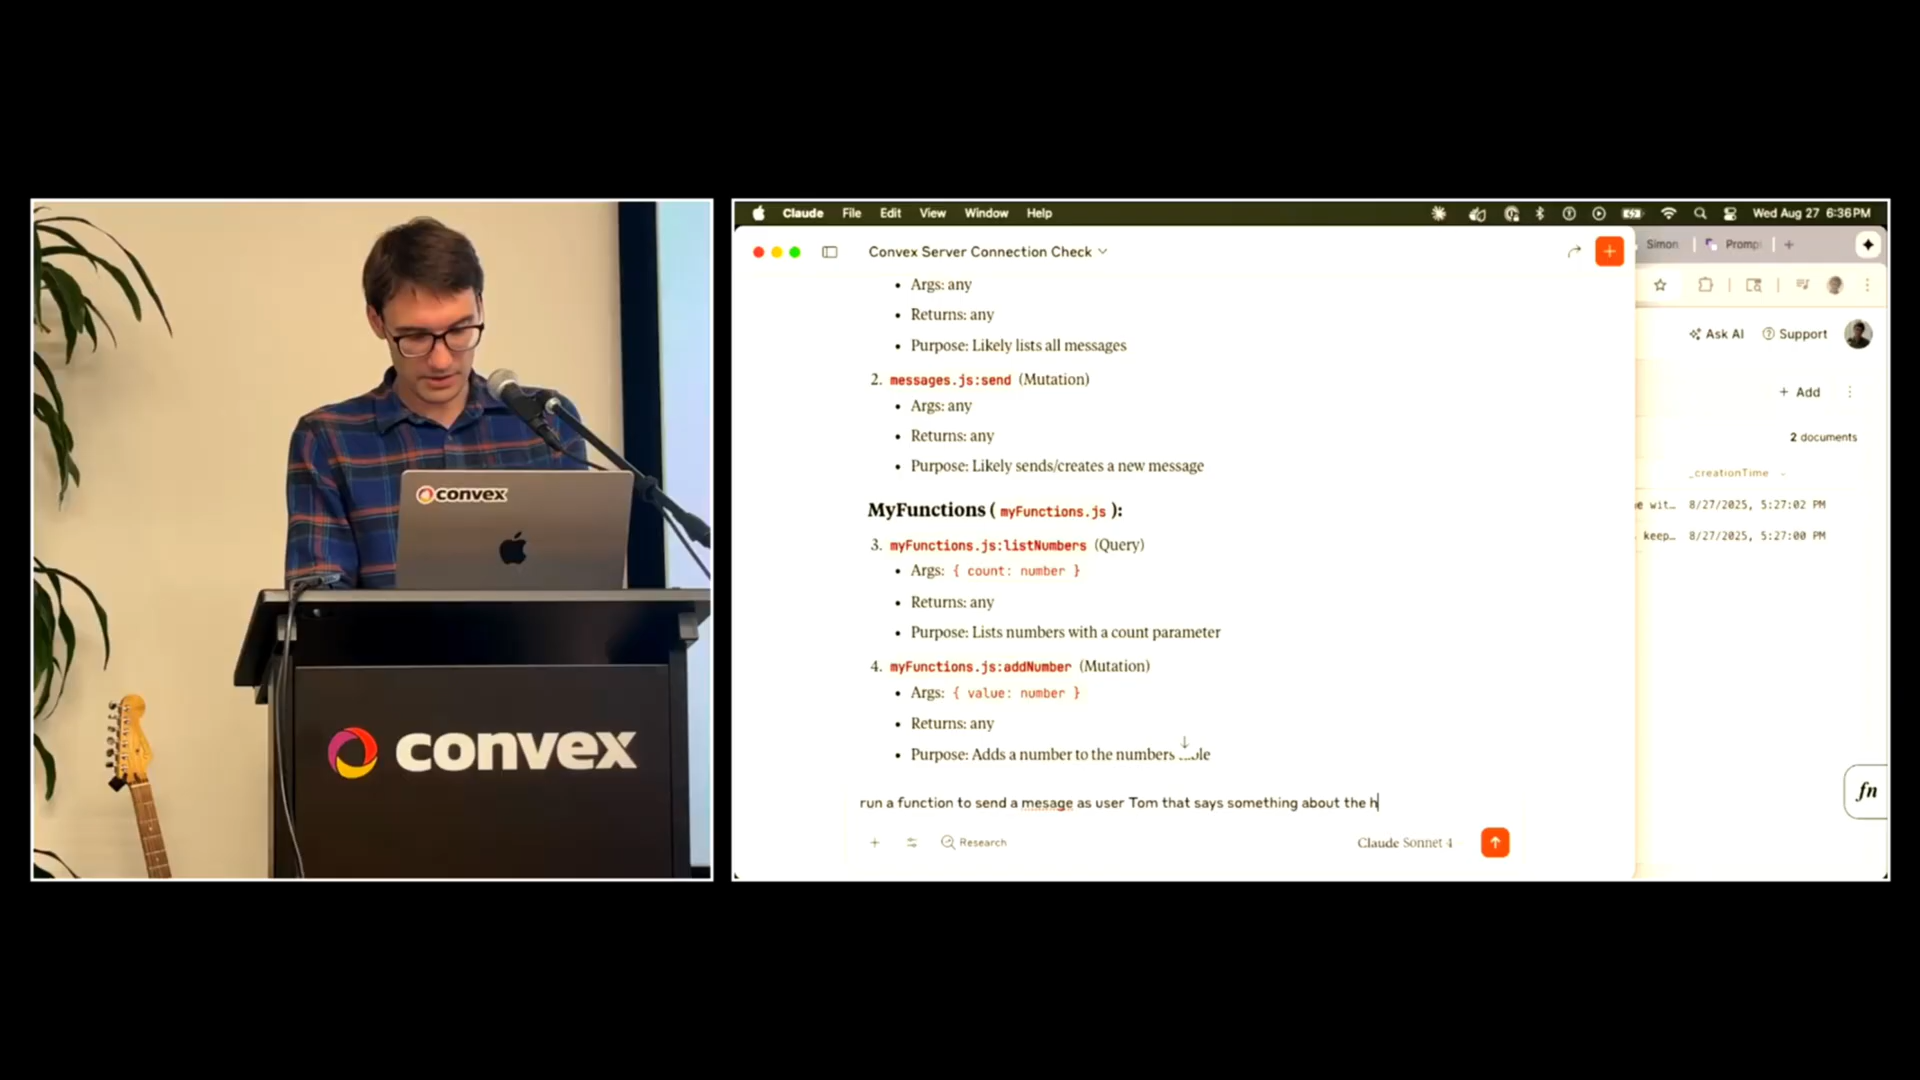 convex
convex
Claude File Edit View Window Help
Wed Aug 27 6:36 PM
Convex Server Connection Check
• Args: any
• Returns: any
• Purpose: Likely lists all messages
2. messages.js:send (Mutation)
• Args: any
• Returns: any
• Purpose: Likely sends/creates a new message
MyFunctions ( myFunctions.js ):
3. myFunctions.js:listNumbers (Query)
• Args: { count: number }
• Returns: any
• Purpose: Lists numbers with a count parameter
4. myFunctions.js:addNumber (Mutation)
• Args: { value: number }
• Returns: any
• Purpose: Adds a number to the numbers
run a function to send a mesage as user Tom that says something about the h
Research
Claude Sonnet 4
Simon
Promp
Ask AI Support
+ Add
2 documents
_creationTime
e wit... 8/27/2025, 5:27:02 PM
keep... 8/27/2025, 5:27:00 PM
fn